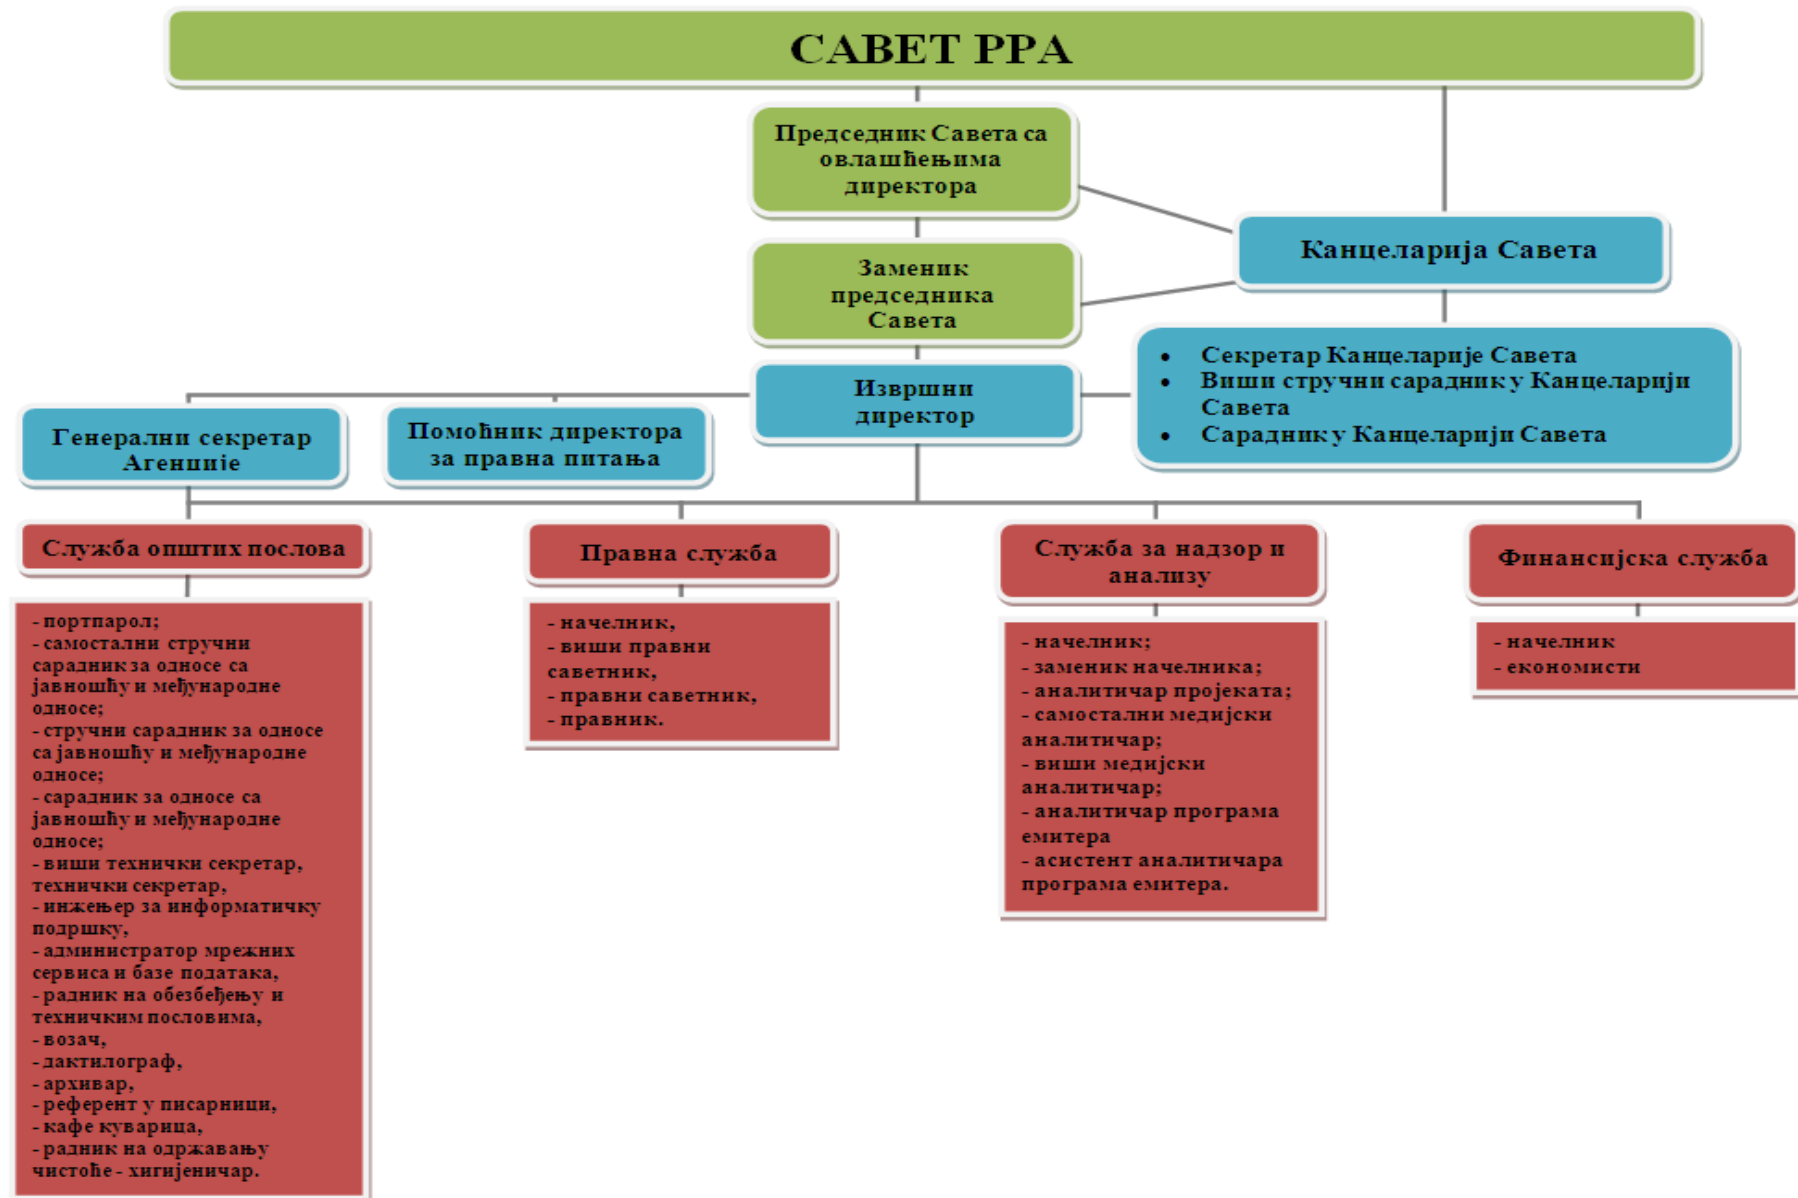 САВЕТ РРА
Председник Савета са
овлашћењима
директора
Канцеларија Савета
Заменик
председника
Савета
• Секретар Канцеларије Савета
• Виши стручни сарадник у Канцеларији
Савета
• Сарадник у Канцеларији Савета
Извршни
директор
Генерални секретар
Агенције
Помоћник директора
за правна питања
Служба општих послова
Правна служба
Служба за надзор и
анализу
Финансијска служба
- портпарол;
- самостални стручни
сарадник за односе са
јавношћу и међународне
односе;
- стручни сарадник за односе
са јавношћу и међународне
односе;
- сарадник за односе са
јавношћу и међународне
односе;
- виши технички секретар,
технички секретар,
- инжењер за информатичку
подршку,
- администратор мрежних
сервиса и базе података,
- радник на обезбеђењу и
техничким пословима,
- возач,
- дактилограф,
- архивар,
- референт у писарници,
- кафе куварица,
- радник на одржавању
чистоће - хигијеничар.
- начелник,
- виши правни
саветник,
- правни саветник,
- правник.
- начелник;
- заменик начелника;
- аналитичар пројеката;
- самостални медијски
аналитичар;
- виши медијски
аналитичар;
- аналитичар програма
емитера
- асистент аналитичара
програма емитера.
- начелник
- економисти